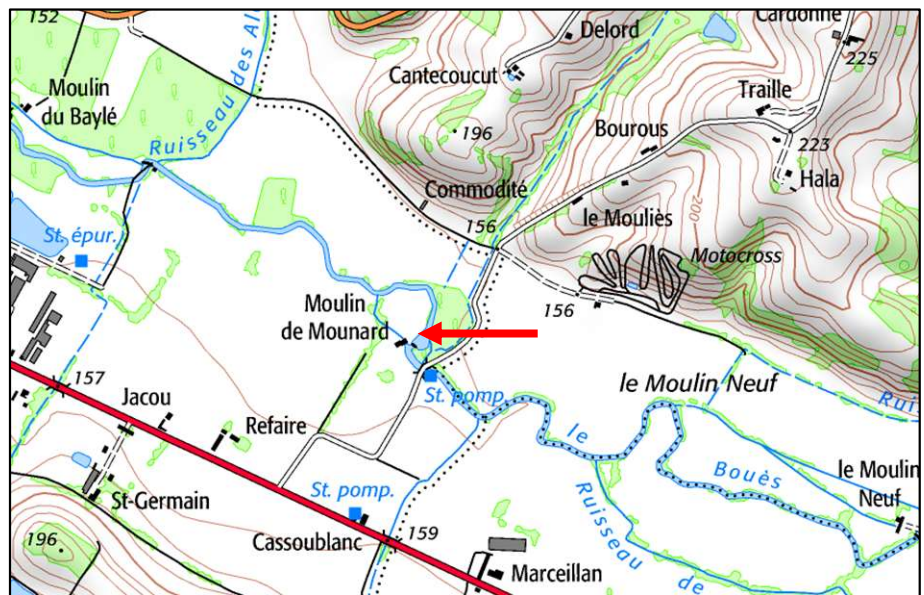 152
Delord
Cardonne
225
Cantecoucut
Moulin
du Baylé
Ruisseau des Al
Traille
196
Bourous
223
Hala
Commodité
le Mouliès
200
156
St. épur.
Motocross
Moulin
de Mounard
156
157
le Moulin Neuf
Jacou
St. pomp.
Rui
Refaire
le
Bouès
le Moulin
Neuf
St-Germain
St. pomp.
Ruisseau de
Cassoublanc
159
196
Marceillan